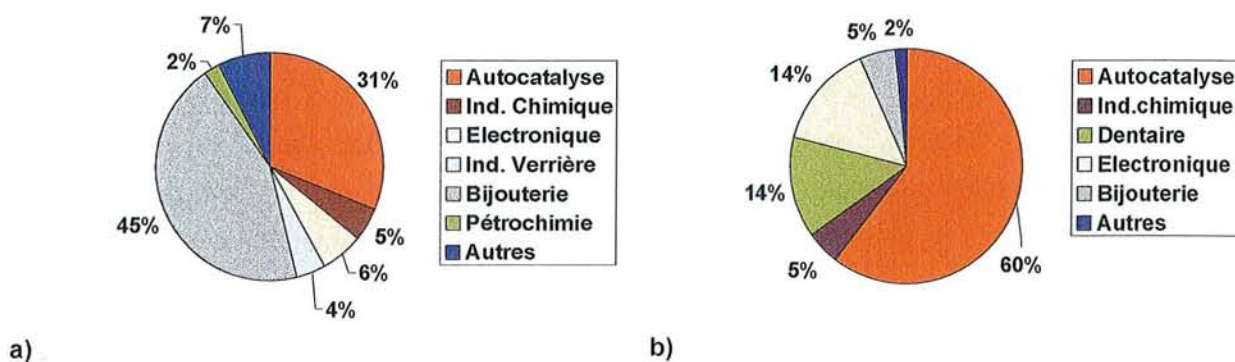 7%
2%
31%
45%
5%
6%
4%
Autocatalyse
Ind. Chimique
Electronique
Ind. Verrière
Bijouterie
Pétrochimie
Autres
a)
5%
2%
14%
14%
5%
60%
Autocatalyse
Ind.chimique
Dentaire
Electronique
Bijouterie
Autres
b)